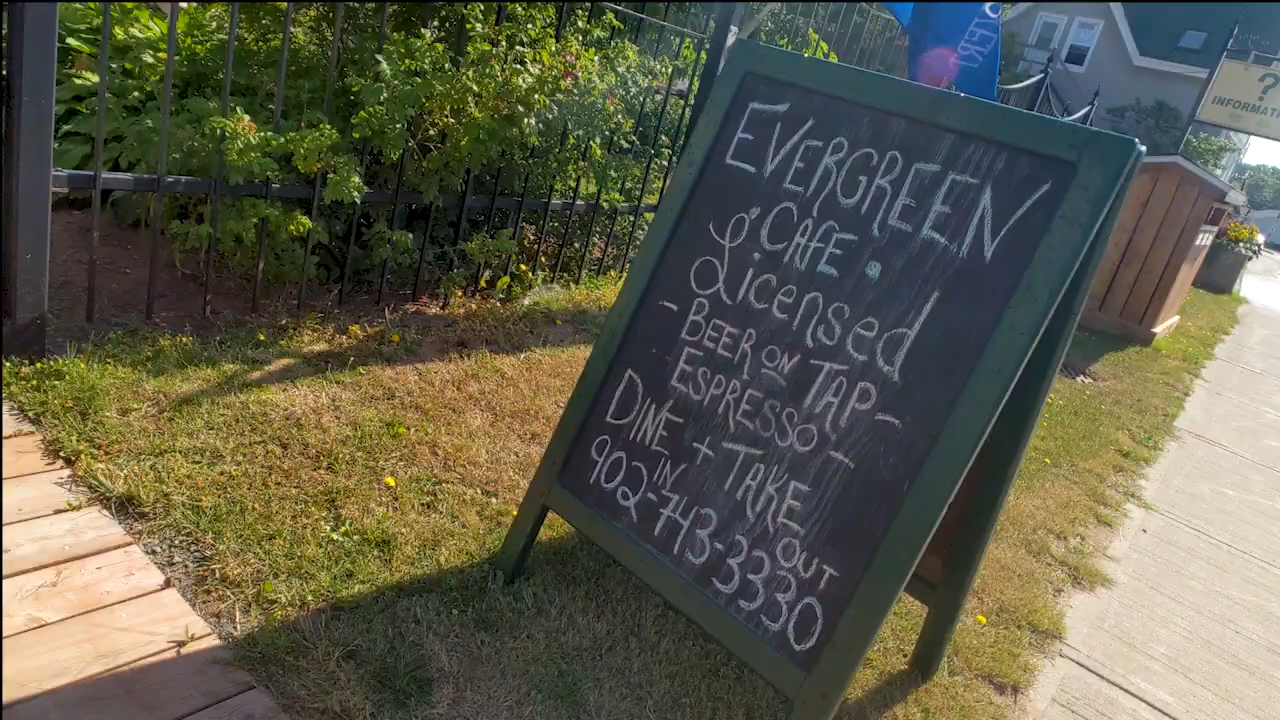 EVERGREEN
CAFE.
Licensed
- BEER ON TAP -
ESPRESSO -
DINE IN + TAKE OUT
902-743-3330
?
INFORMATI